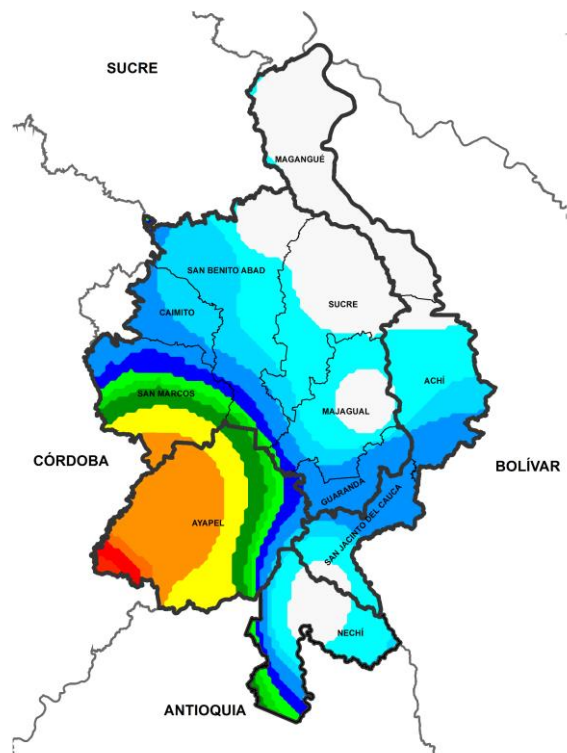 SUCRE
MAGANGUÉ
SAN BENITO ABAD
SUCRE
CAIMITO
ACHÍ
SAN MARCOS
MAJAGUAL
CÓRDOBA
BOLÍVAR
GUARANDA
SAN JACINTO DEL CAUCA
AYAPEL
NECHÍ
ANTIOQUIA